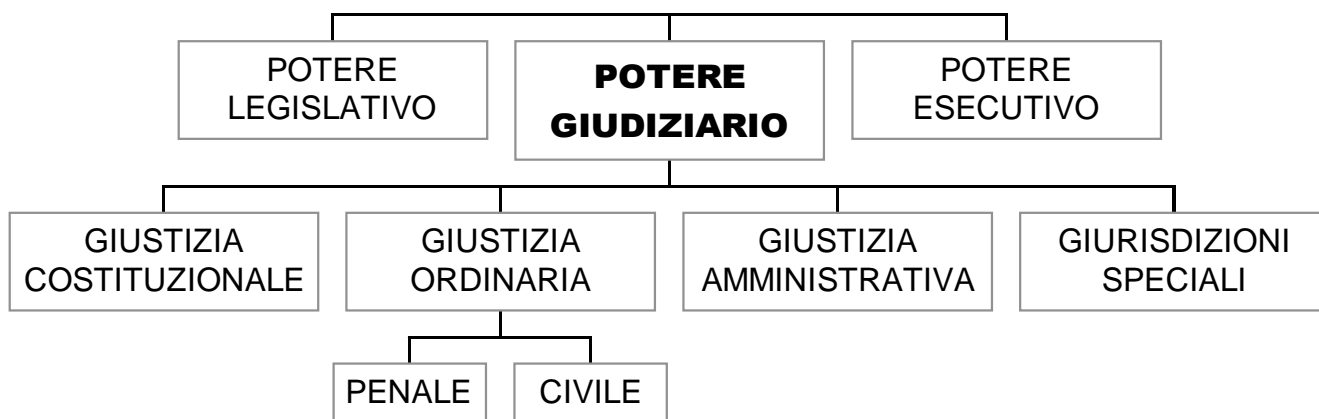 POTERE
LEGISLATIVO
POTERE
GIUDIZIARIO
POTERE
ESECUTIVO
GIUSTIZIA
COSTITUZIONALE
GIUSTIZIA
ORDINARIA
GIUSTIZIA
AMMINISTRATIVA
GIURISDIZIONI
SPECIALI
PENALE
CIVILE